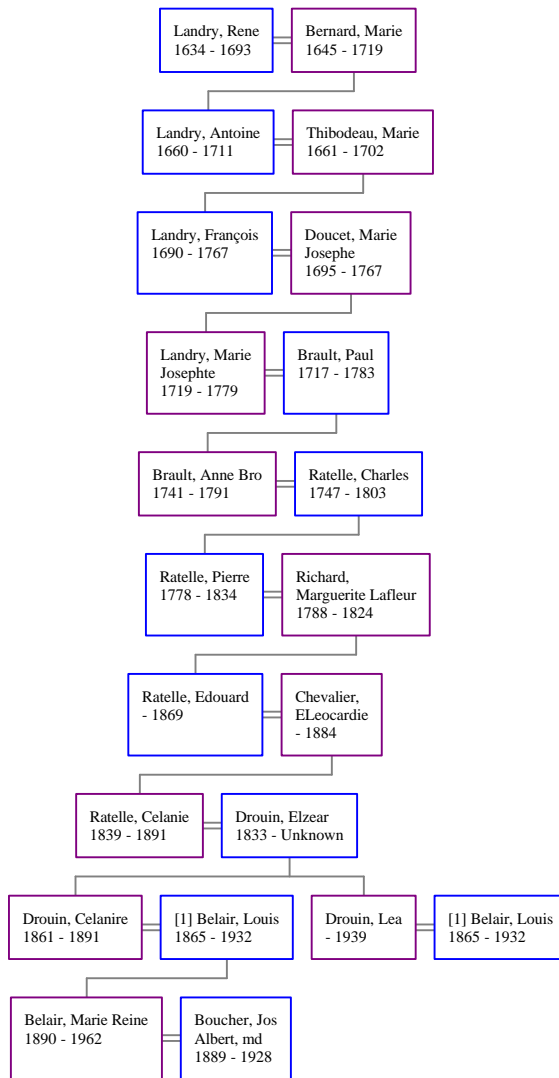 Landry, Rene
1634 - 1693
Bernard, Marie
1645 - 1719
Landry, Antoine
1660 - 1711
Thibodeau, Marie
1661 - 1702
Landry, François
1690 - 1767
Doucet, Marie
Josephe
1695 - 1767
Landry, Marie
Josephte
1719 - 1779
Brault, Paul
1717 - 1783
Brault, Anne Bro
1741 - 1791
Ratelle, Charles
1747 - 1803
Ratelle, Pierre
1778 - 1834
Richard,
Marguerite Lafleur
1788 - 1824
Ratelle, Edouard
- 1869
Chevalier,
ELeocardie
- 1884
Ratelle, Celanie
1839 - 1891
Drouin, Elzear
1833 - Unknown
Drouin, Celanire
1861 - 1891
[1] Belair, Louis
1865 - 1932
Drouin, Lea
- 1939
[1] Belair, Louis
1865 - 1932
Belair, Marie Reine
1890 - 1962
Boucher, Jos
Albert, md
1889 - 1928